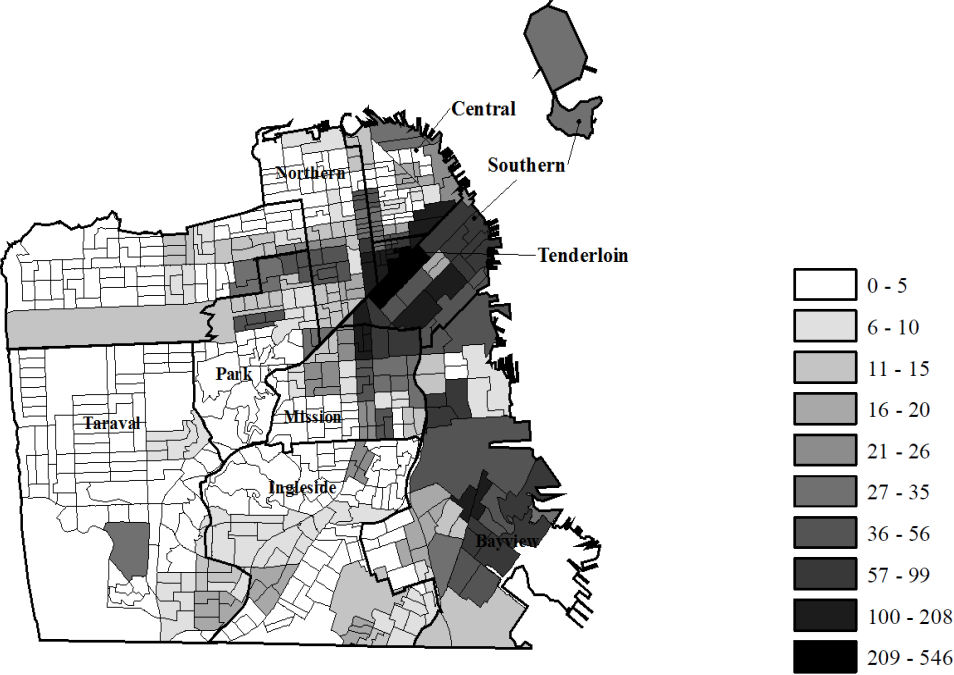 Central
Southern
Northern
Tenderloin
Park
Taraval
Mission
Ingleside
Bayview
0 - 5
6 - 10
11 - 15
16 - 20
21 - 26
27 - 35
36 - 56
57 - 99
100 - 208
209 - 546